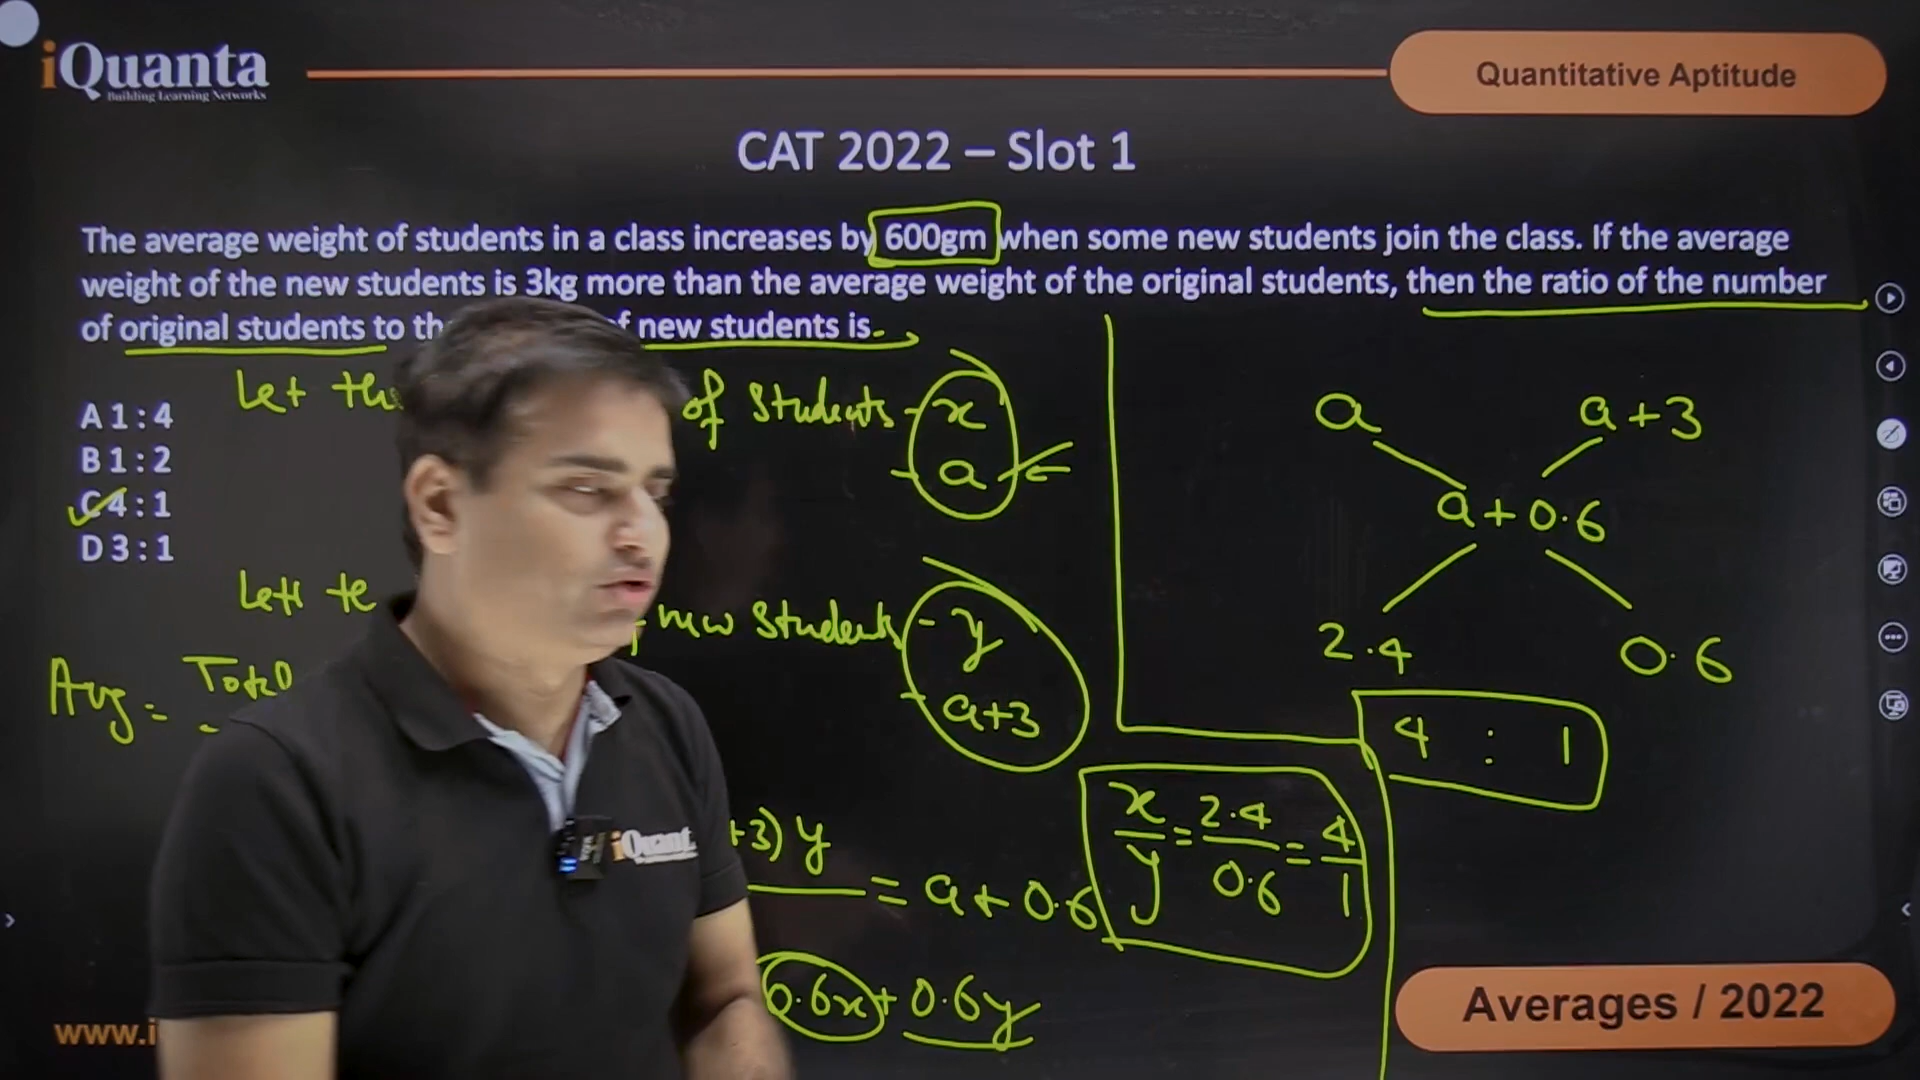 iQuanta
Building Learning Networks
Quantitative Aptitude
CAT 2022 – Slot 1
The average weight of students in a class increases by 600gm when some new students join the class. If the average
weight of the new students is 3kg more than the average weight of the original students, then the ratio of the number
of original students to of new students is
A 1 : 4
B 1 : 2
C 4 : 1
D 3 : 1
Let the of Students - x
- a
Let new Students - y
- a+3
Avg = Total
+3) y
= a + 0.6
0.6x + 0.6y
x/y = 2.4/0.6 = 4/1
a a+3
a + 0.6
2.4 0.6
4 : 1
iQuant
www.i
Averages / 2022